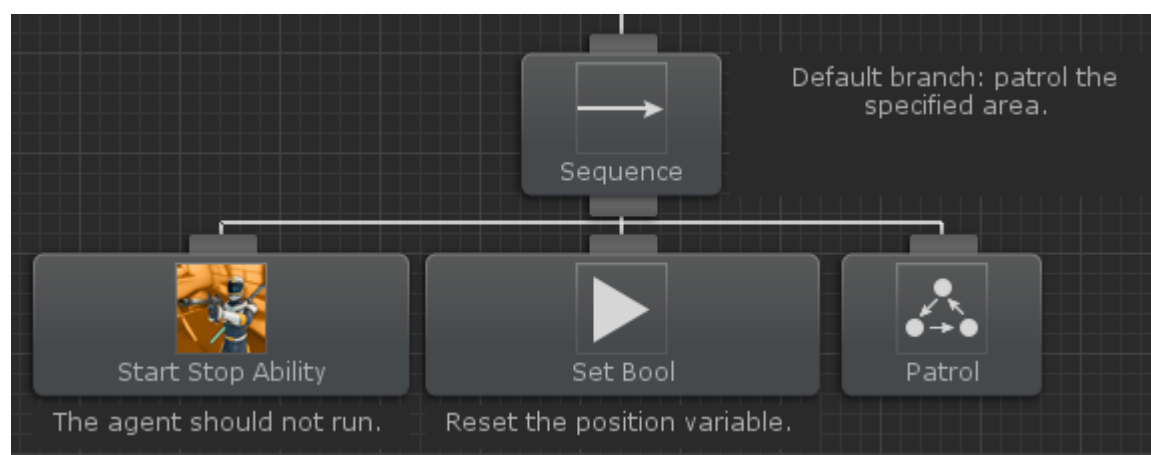 Default branch: patrol the
specified area.
Sequence
Start Stop Ability
Set Bool
Patrol
The agent should not run.
Reset the position variable.